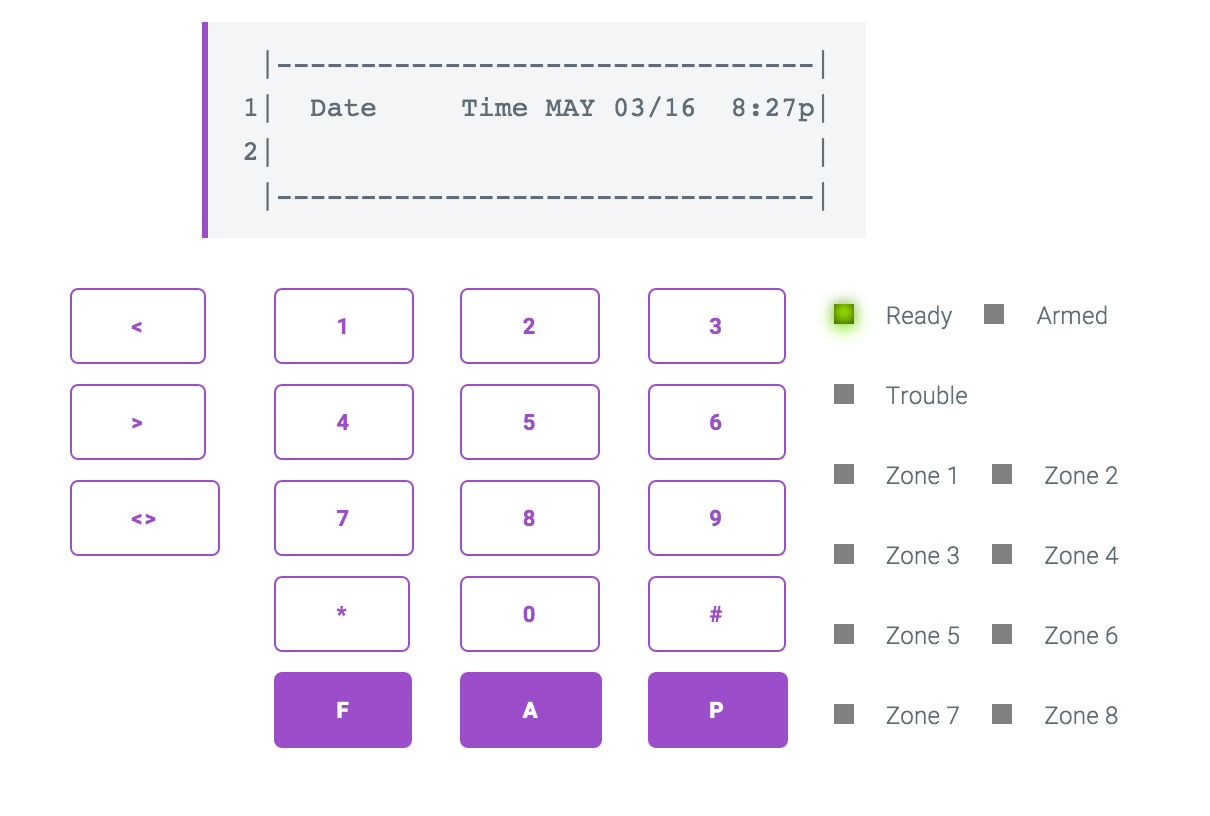 |--------------------------------|
1|  Date     Time MAY 03/16  8:27p|
2|                                |
|--------------------------------|
< 1 2 3 Ready Armed
> 4 5 6 Trouble
<> 7 8 9 Zone 1 Zone 2
* 0 # Zone 3 Zone 4
F A P Zone 5 Zone 6
Zone 7 Zone 8